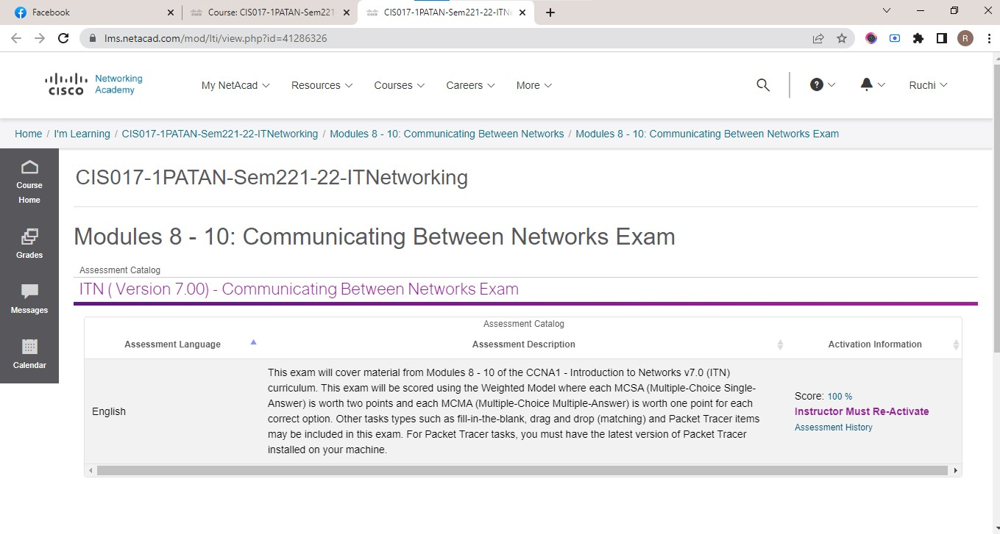 Facebook
Course: CIS017-1PATAN-Sem221
CIS017-1PATAN-Sem221-22-ITNe
lms.netacad.com/mod/lti/view.php?id=41286326
R
CISCO
Networking
Academy
My NetAcad
Resources
Courses
Careers
More
?
Ruchi
Home / I'm Learning / CIS017-1PATAN-Sem221-22-ITNetworking / Modules 8 - 10: Communicating Between Networks / Modules 8 - 10: Communicating Between Networks Exam
Course
Home
Grades
Messages
Calendar
CIS017-1PATAN-Sem221-22-ITNetworking
Modules 8 - 10: Communicating Between Networks Exam
Assessment Catalog
ITN ( Version 7.00) - Communicating Between Networks Exam
Assessment Catalog
Assessment Language
Assessment Description
Activation Information
English
This exam will cover material from Modules 8 - 10 of the CCNA1 - Introduction to Networks v7.0 (ITN)
curriculum. This exam will be scored using the Weighted Model where each MCSA (Multiple-Choice Single-
Answer) is worth two points and each MCMA (Multiple-Choice Multiple-Answer) is worth one point for each
correct option. Other tasks types such as fill-in-the-blank, drag and drop (matching) and Packet Tracer items
may be included in this exam. For Packet Tracer tasks, you must have the latest version of Packet Tracer
installed on your machine.
Score: 100 %
Instructor Must Re-Activate
Assessment History